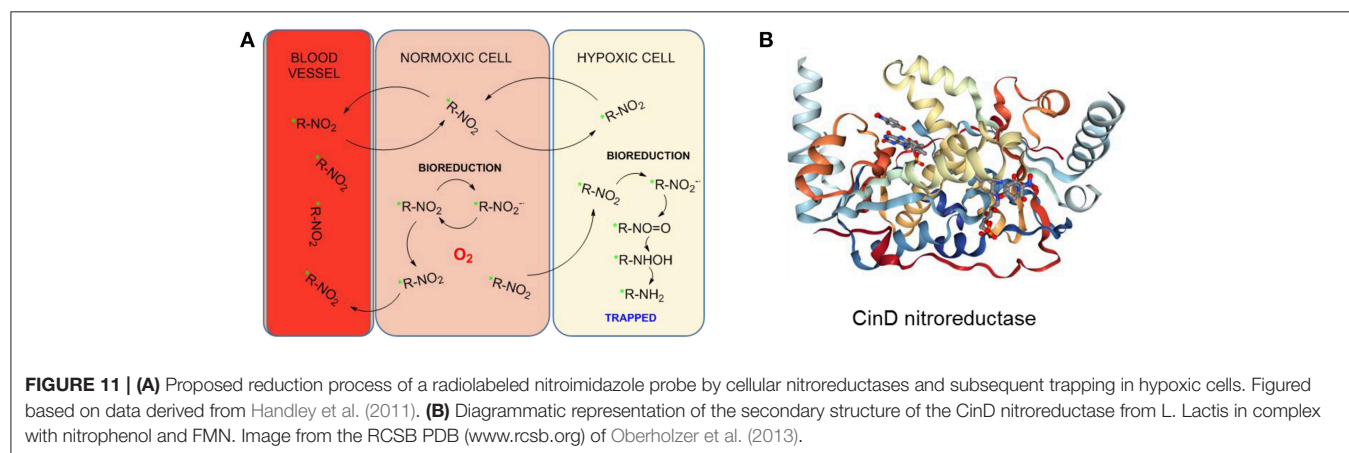 A
BLOOD
VESSEL
NORMOXIC CELL
HYPOXIC CELL
*R-NO2
*R-NO2
*R-NO2
*R-NO2
*R-NO2
*R-NO2
BIOREDUCTION
*R-NO2
*R-NO2·-
O2
*R-NO2
*R-NO2
*R-NO2
BIOREDUCTION
*R-NO2
*R-NO2·-
*R-NO=O
*R-NHOH
*R-NH2
TRAPPED
B
CinD nitroreductase
FIGURE 11 | (A) Proposed reduction process of a radiolabeled nitroimidazole probe by cellular nitroreductases and subsequent trapping in hypoxic cells. Figured
based on data derived from Handley et al. (2011). (B) Diagrammatic representation of the secondary structure of the CinD nitroreductase from L. Lactis in complex
with nitrophenol and FMN. Image from the RCSB PDB (www.rcsb.org) of Oberholzer et al. (2013).